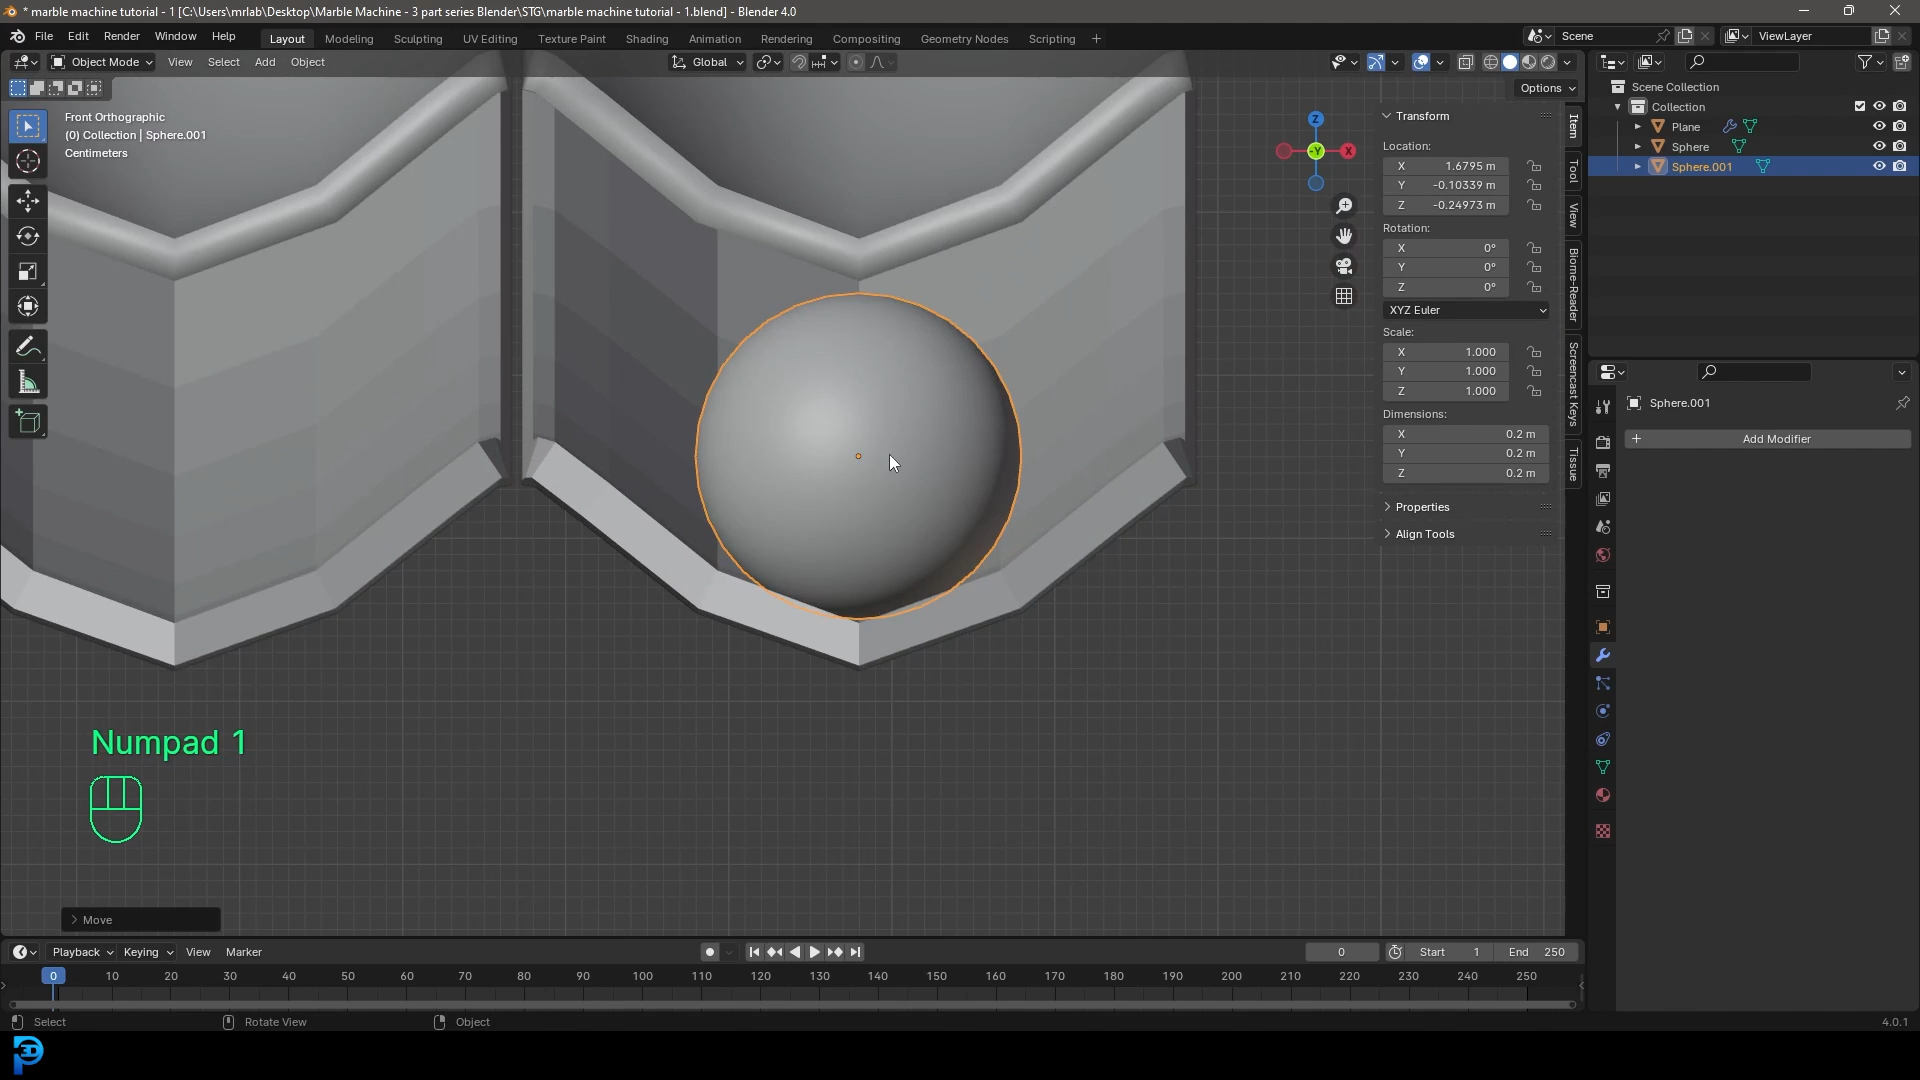 * marble machine tutorial - 1 [C:\Users\mrlab\Desktop\Marble Machine - 3 part series Blender\STG\marble machine tutorial - 1.blend] - Blender 4.0
File Edit Render Window Help Layout Modeling Sculpting UV Editing Texture Paint Shading Animation Rendering Compositing Geometry Nodes Scripting + Scene ViewLayer
Object Mode View Select Add Object Global
Options
Front Orthographic
(0) Collection | Sphere.001
Centimeters
Z
X
-Y
Transform
Location:
X 1.6795 m
Y -0.10339 m
Z -0.24973 m
Rotation:
X 0°
Y 0°
Z 0°
XYZ Euler
Scale:
X 1.000
Y 1.000
Z 1.000
Dimensions:
X 0.2 m
Y 0.2 m
Z 0.2 m
Properties
Align Tools
Item
Tool
View
Biome-Reader
Screencast Keys
Tissue
Scene Collection
Collection
Plane
Sphere
Sphere.001
Sphere.001
+ Add Modifier
Numpad 1
Move
Playback Keying View Marker 0 Start 1 End 250
0 10 20 30 40 50 60 70 80 90 100 110 120 130 140 150 160 170 180 190 200 210 220 230 240 250
Select Rotate View Object 4.0.1